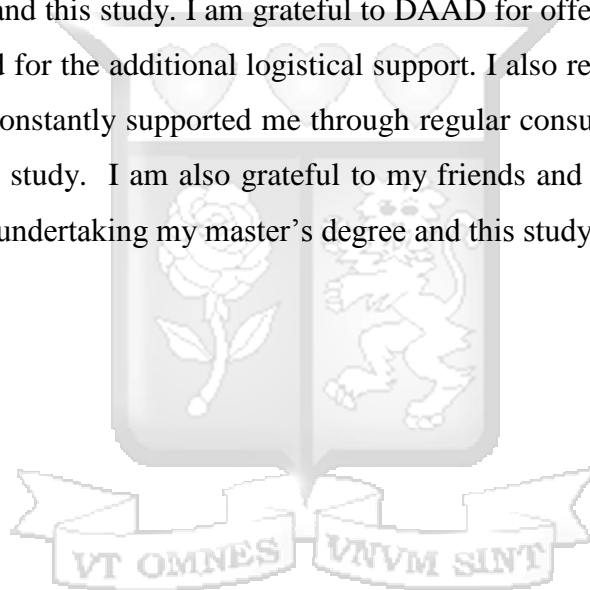 and this study. I am grateful to DAAD for offe
for the additional logistical support. I also re
onstantly supported me through regular consu
study. I am also grateful to my friends and
undertaking my master’s degree and this study
VT OMNES VNVM SINT